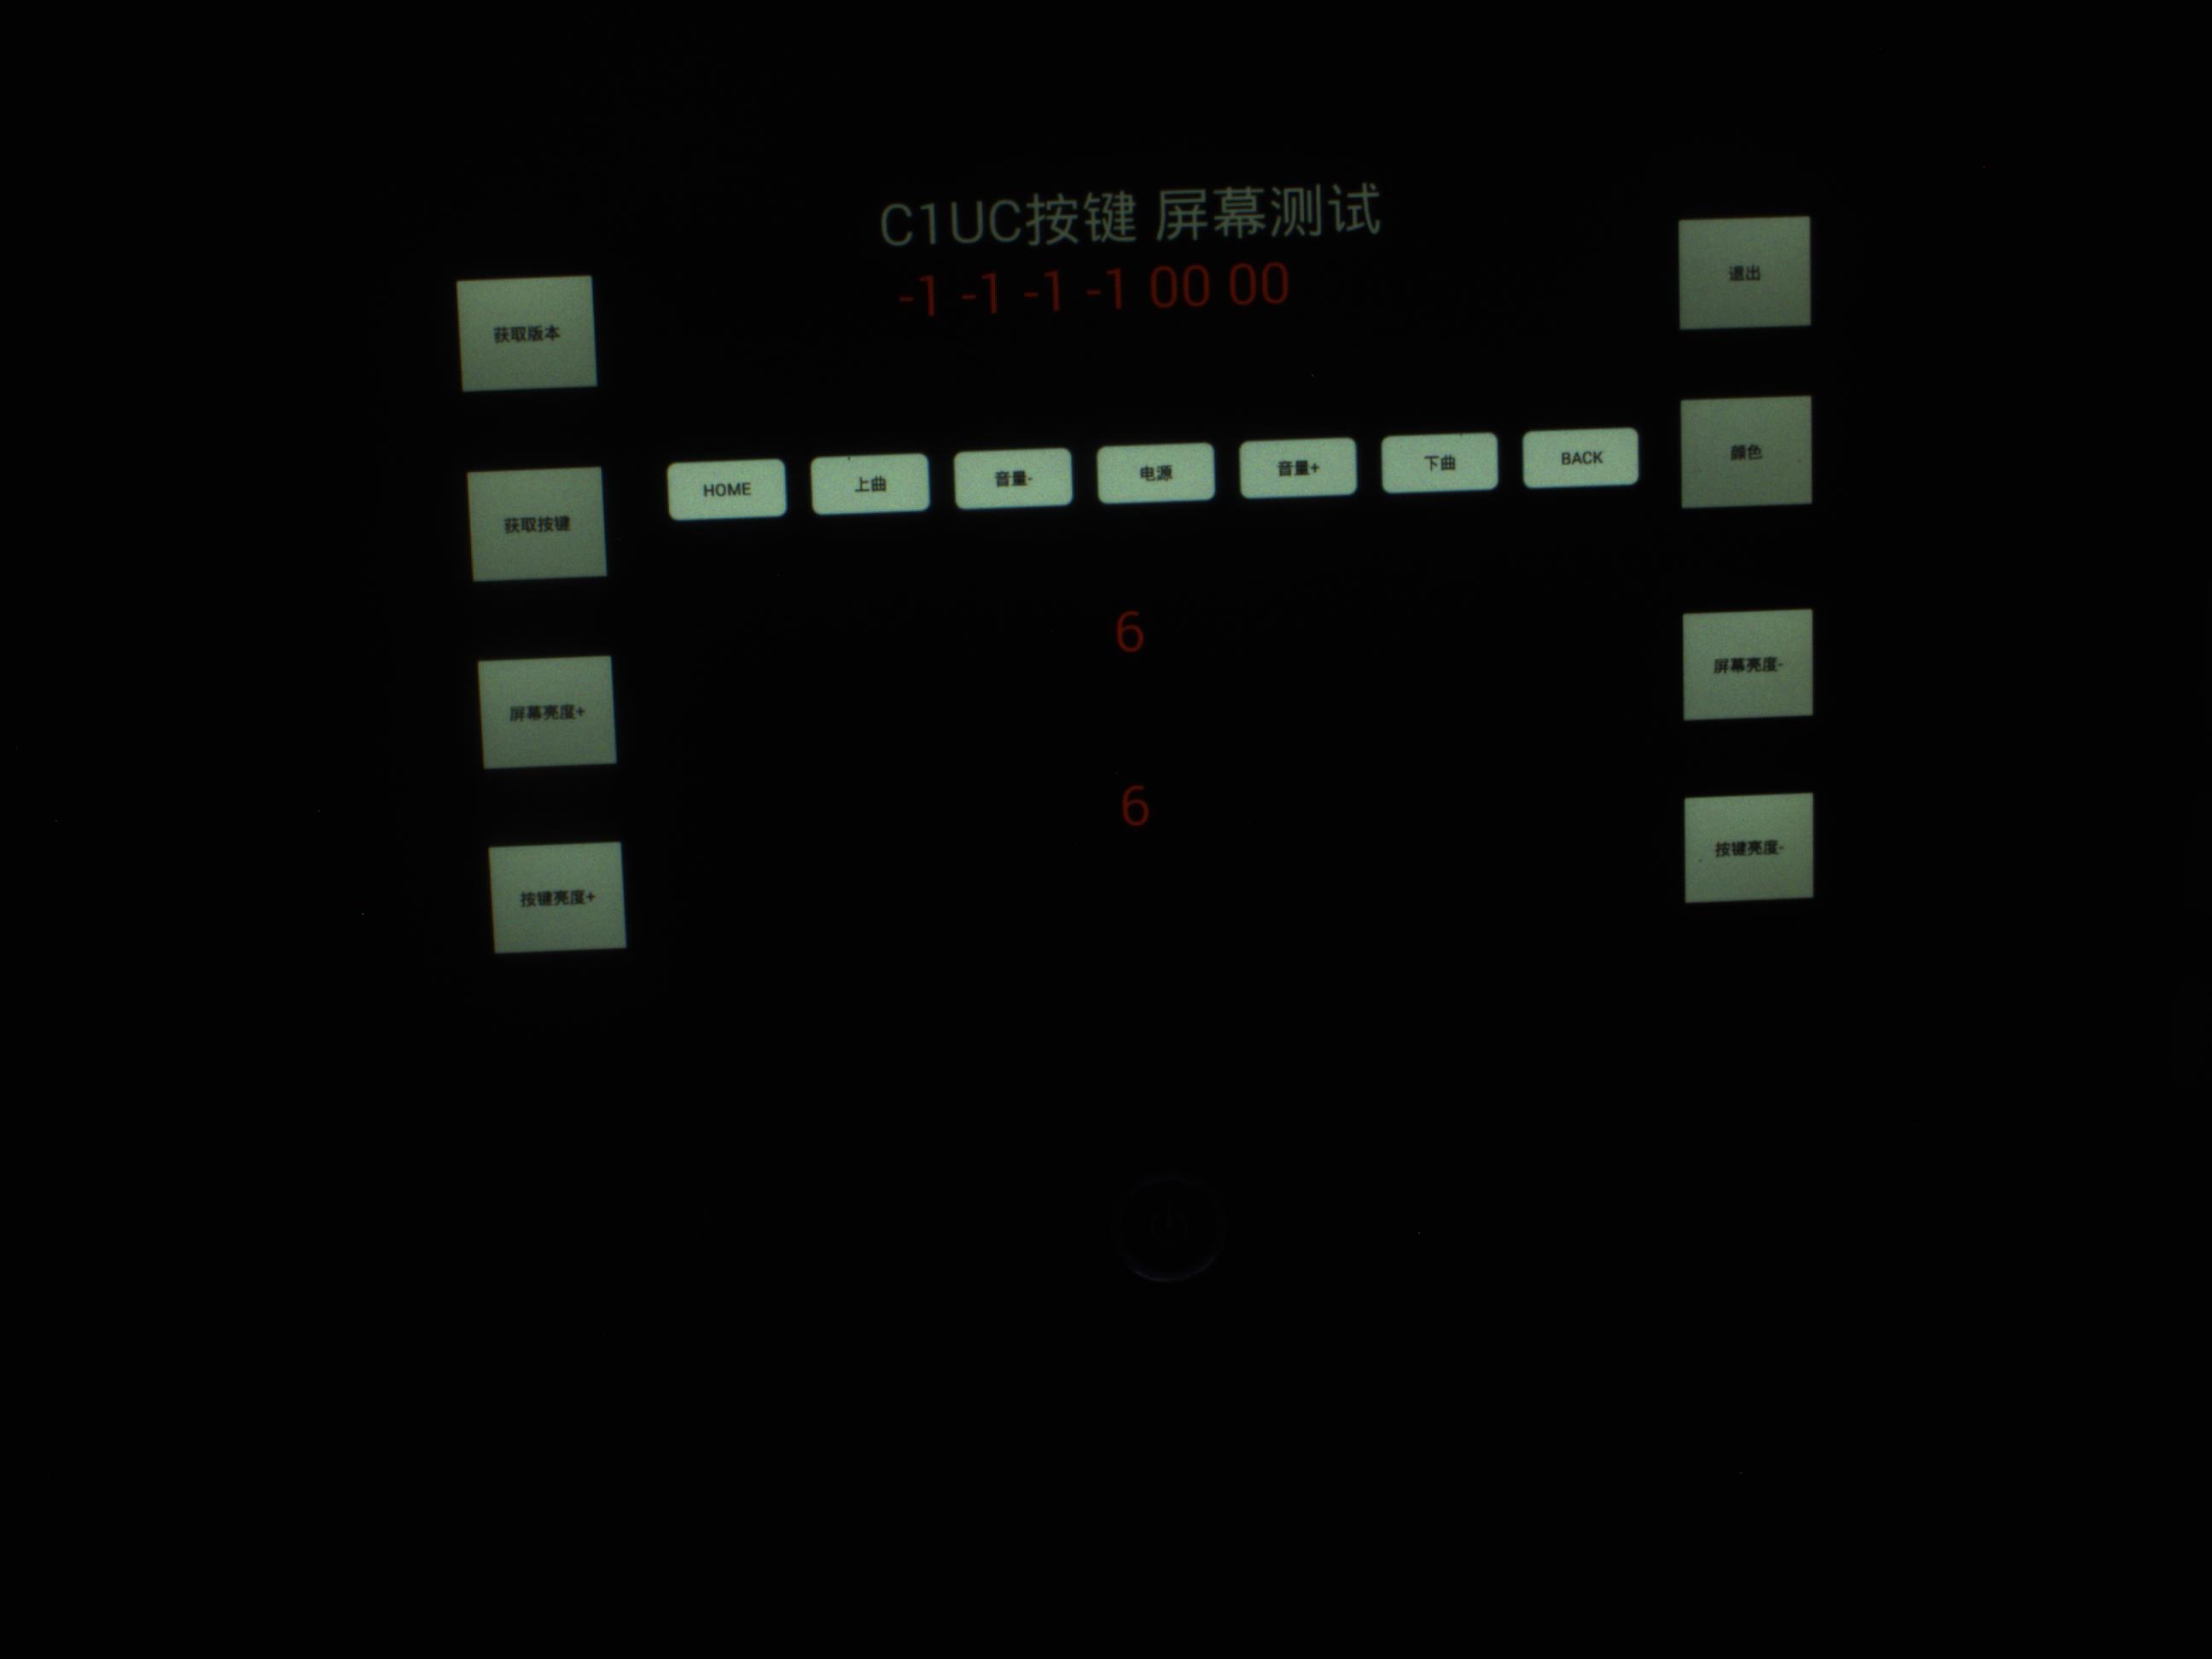 C1UC按键 屏幕测试
-1 -1 -1 -1 00 00
获取版本
退出
获取按键
颜色
HOME
上曲
音量-
电源
音量+
下曲
BACK
6
屏幕亮度+
屏幕亮度-
6
按键亮度+
按键亮度-